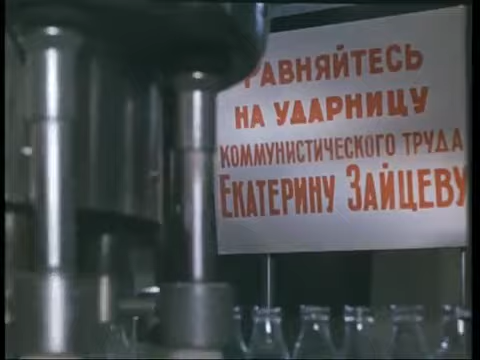 РАВНЯЙТЕСЬ
НА УДАРНИЦУ
КОММУНИСТИЧЕСКОГО ТРУДА
ЕКАТЕРИНУ ЗАЙЦЕВУ